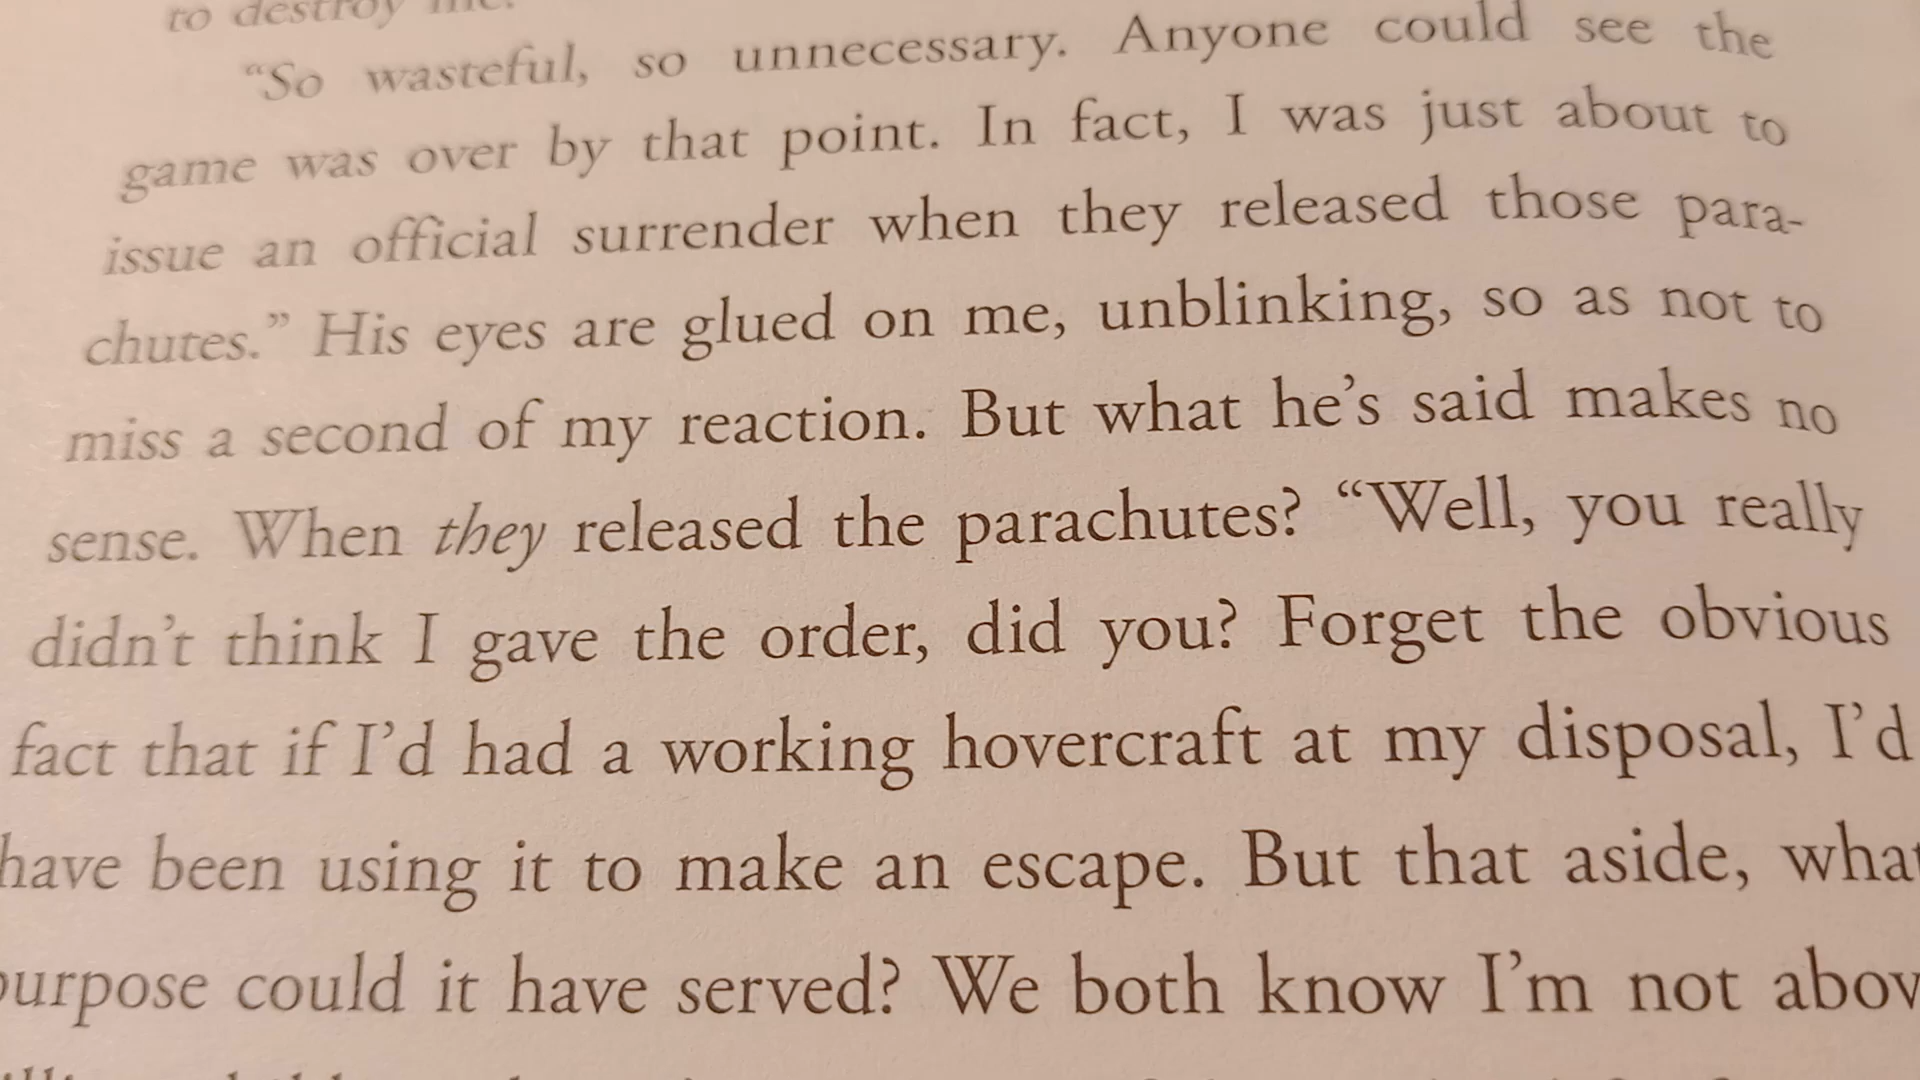 to destroy me.
“So wasteful, so unnecessary. Anyone could see the
game was over by that point. In fact, I was just about to
issue an official surrender when they released those para-
chutes.” His eyes are glued on me, unblinking, so as not to
miss a second of my reaction. But what he’s said makes no
sense. When they released the parachutes? “Well, you really
didn’t think I gave the order, did you? Forget the obvious
fact that if I’d had a working hovercraft at my disposal, I’d
have been using it to make an escape. But that aside, what
purpose could it have served? We both know I’m not abov